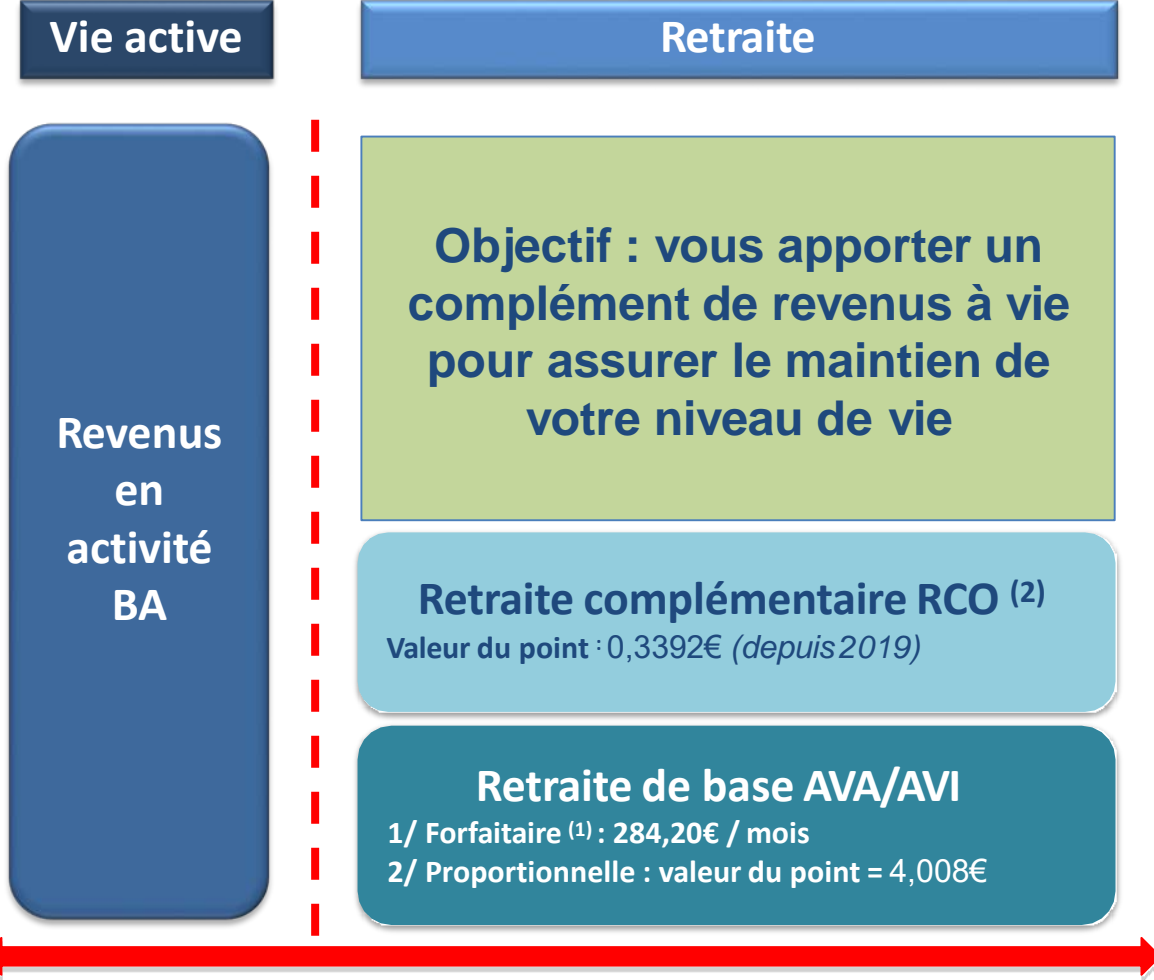 Vie active
Retraite
Revenus
en
activité
BA
Objectif : vous apporter un
complément de revenus à vie
pour assurer le maintien de
votre niveau de vie
Retraite complémentaire RCO (2)
Valeur du point : 0,3392€ (depuis 2019)
Retraite de base AVA/AVI
1/ Forfaitaire (1) : 284,20€ / mois
2/ Proportionnelle : valeur du point = 4,008€